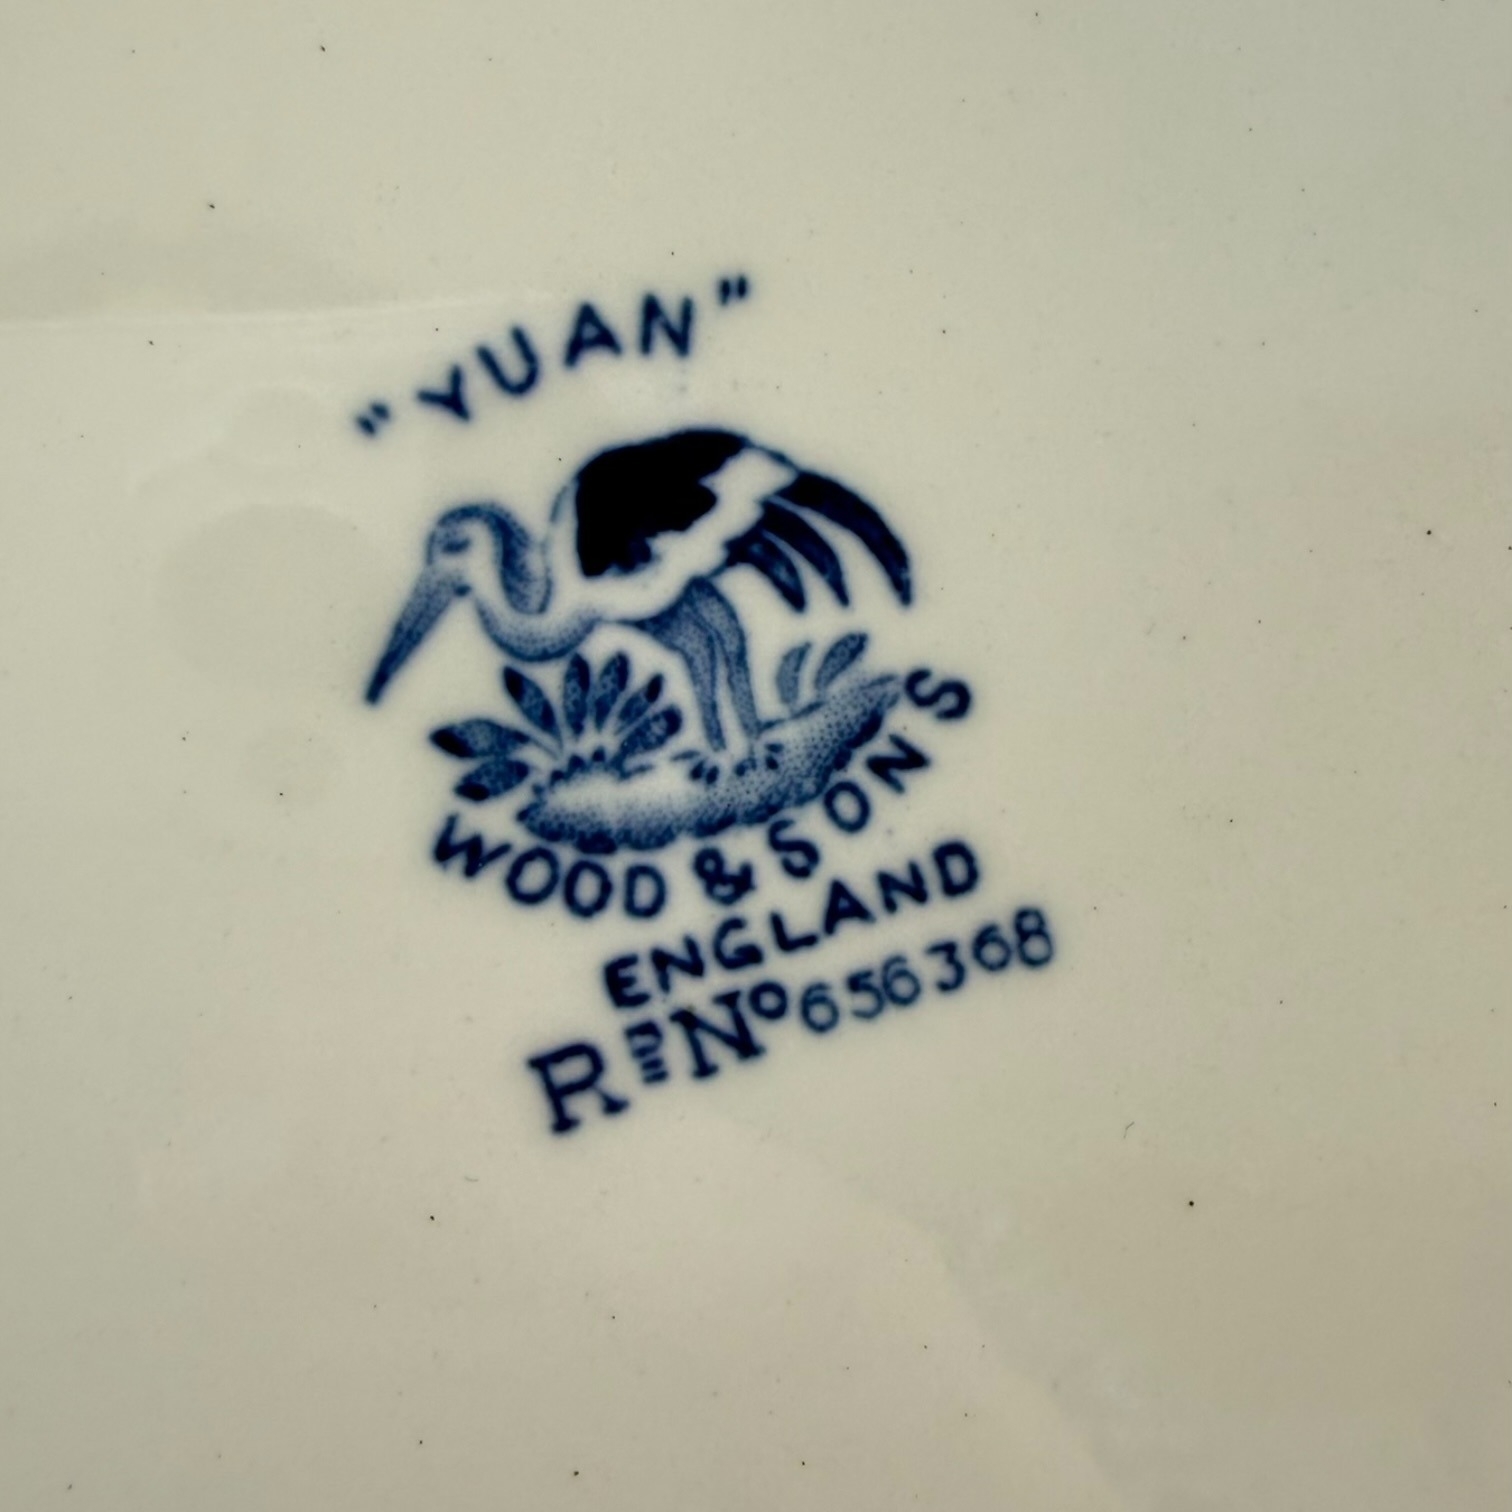 "YUAN"
WOOD & SONS
ENGLAND
Rᴰ Nº 656368